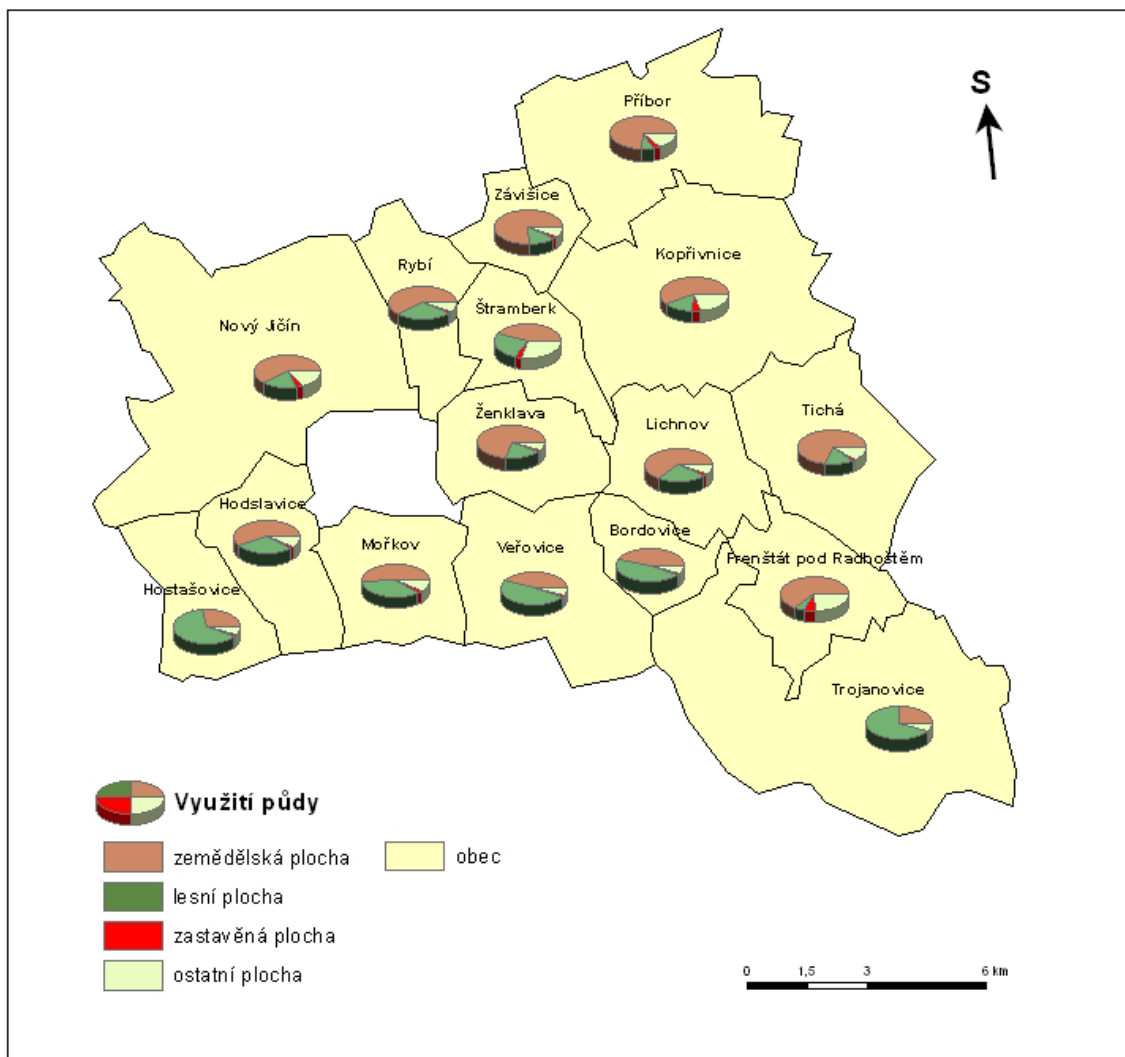 S
Příbor
Závišice
Kopřivnice
Rybí
Štramberk
Nový Jičín
Ženklava
Lichnov
Tichá
Hodslavice
Mořkov
Veřovice
Bordovice
Frenštát pod Radhoštěm
Hostašovice
Trojanovice
Využití půdy
zemědělská plocha
obec
lesní plocha
zastavěná plocha
ostatní plocha
0 1,5 3 6 km